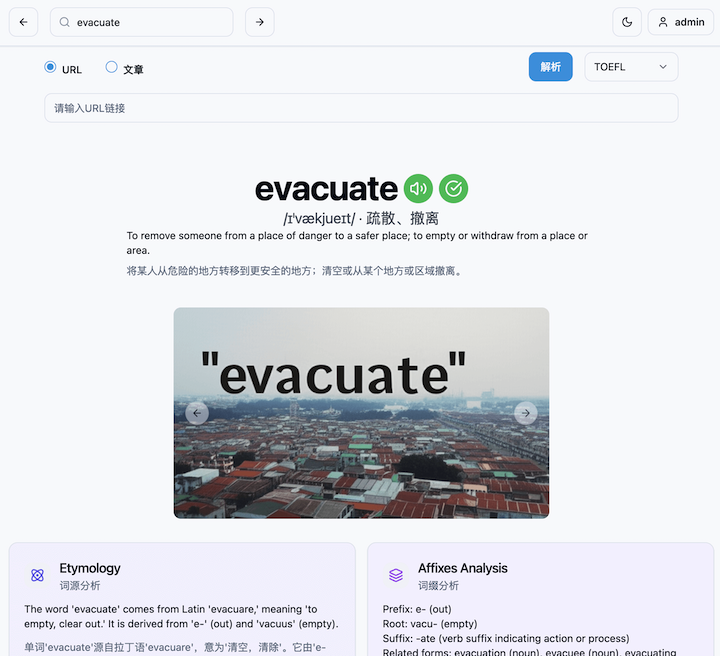 evacuate
admin
URL
文章
解析
TOEFL
请输入URL链接
evacuate
/ɪˈvækjueɪt/ · 疏散、撤离
To remove someone from a place of danger to a safer place; to empty or withdraw from a place or
area.
将某人从危险的地方转移到更安全的地方；清空或从某个地方或区域撤离。
"evacuate"
Etymology
词源分析
The word 'evacuate' comes from Latin 'evacuare,' meaning 'to
empty, clear out.' It is derived from 'e-' (out) and 'vacuus' (empty).
单词'evacuate'源自拉丁语'evacuare'，意为'清空，清除'。它由'e-
Affixes Analysis
词缀分析
Prefix: e- (out)
Root: vacu- (empty)
Suffix: -ate (verb suffix indicating action or process)
Related forms: evacuation (noun), evacuee (noun), evacuating